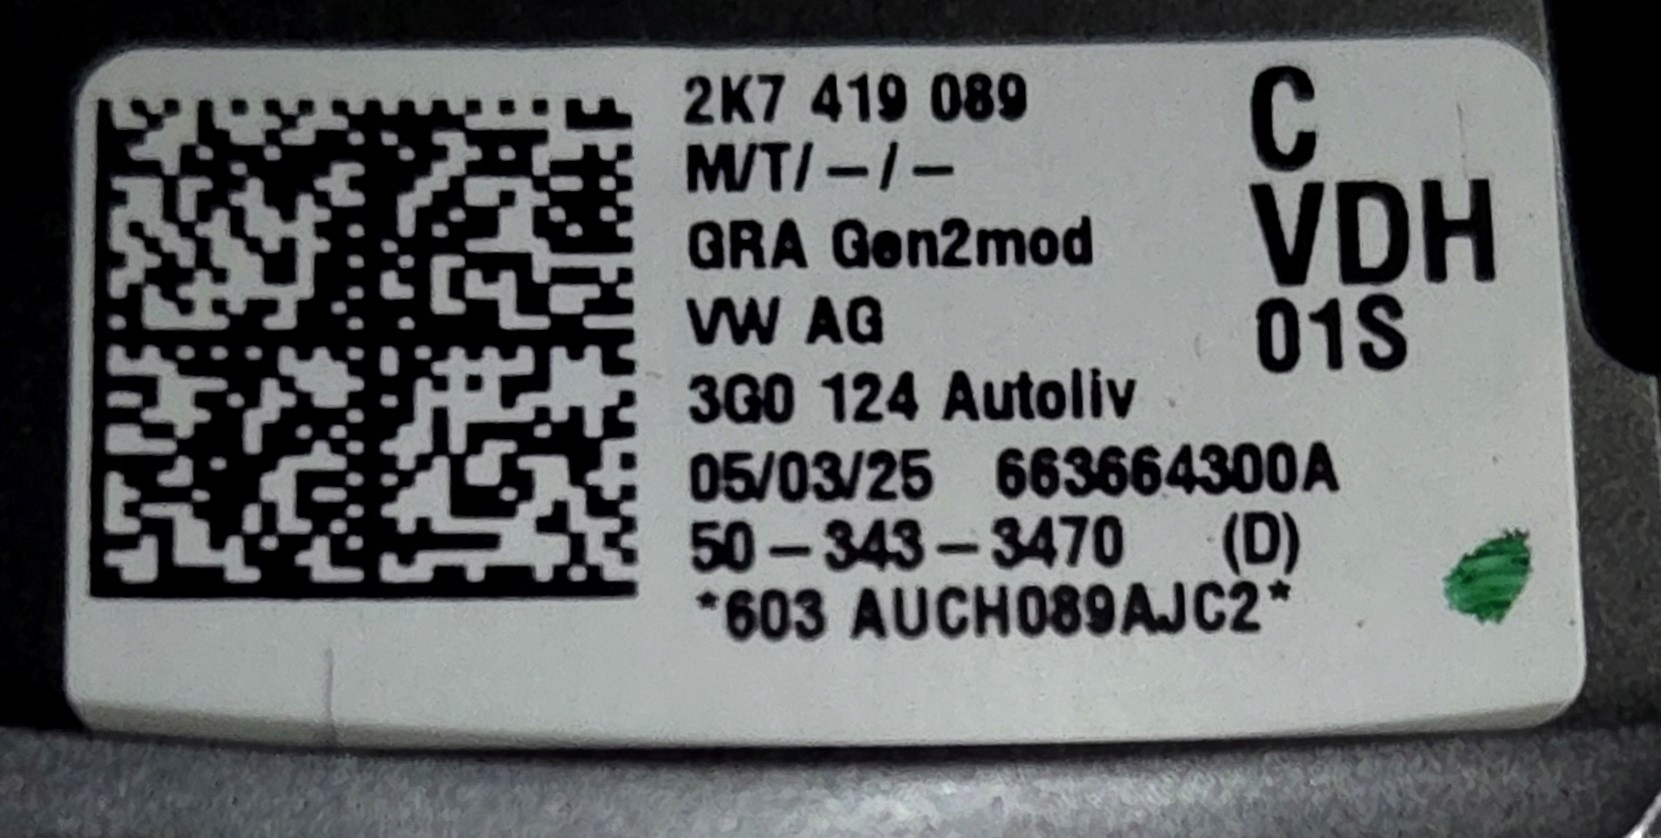 2K7 419 089 C
M/T/-/- VDH
GRA Gen2mod
VW AG 01S
3G0 124 Autoliv
05/03/25 663664300A
50-343-3470 (D)
*603 AUCH089AJC2*